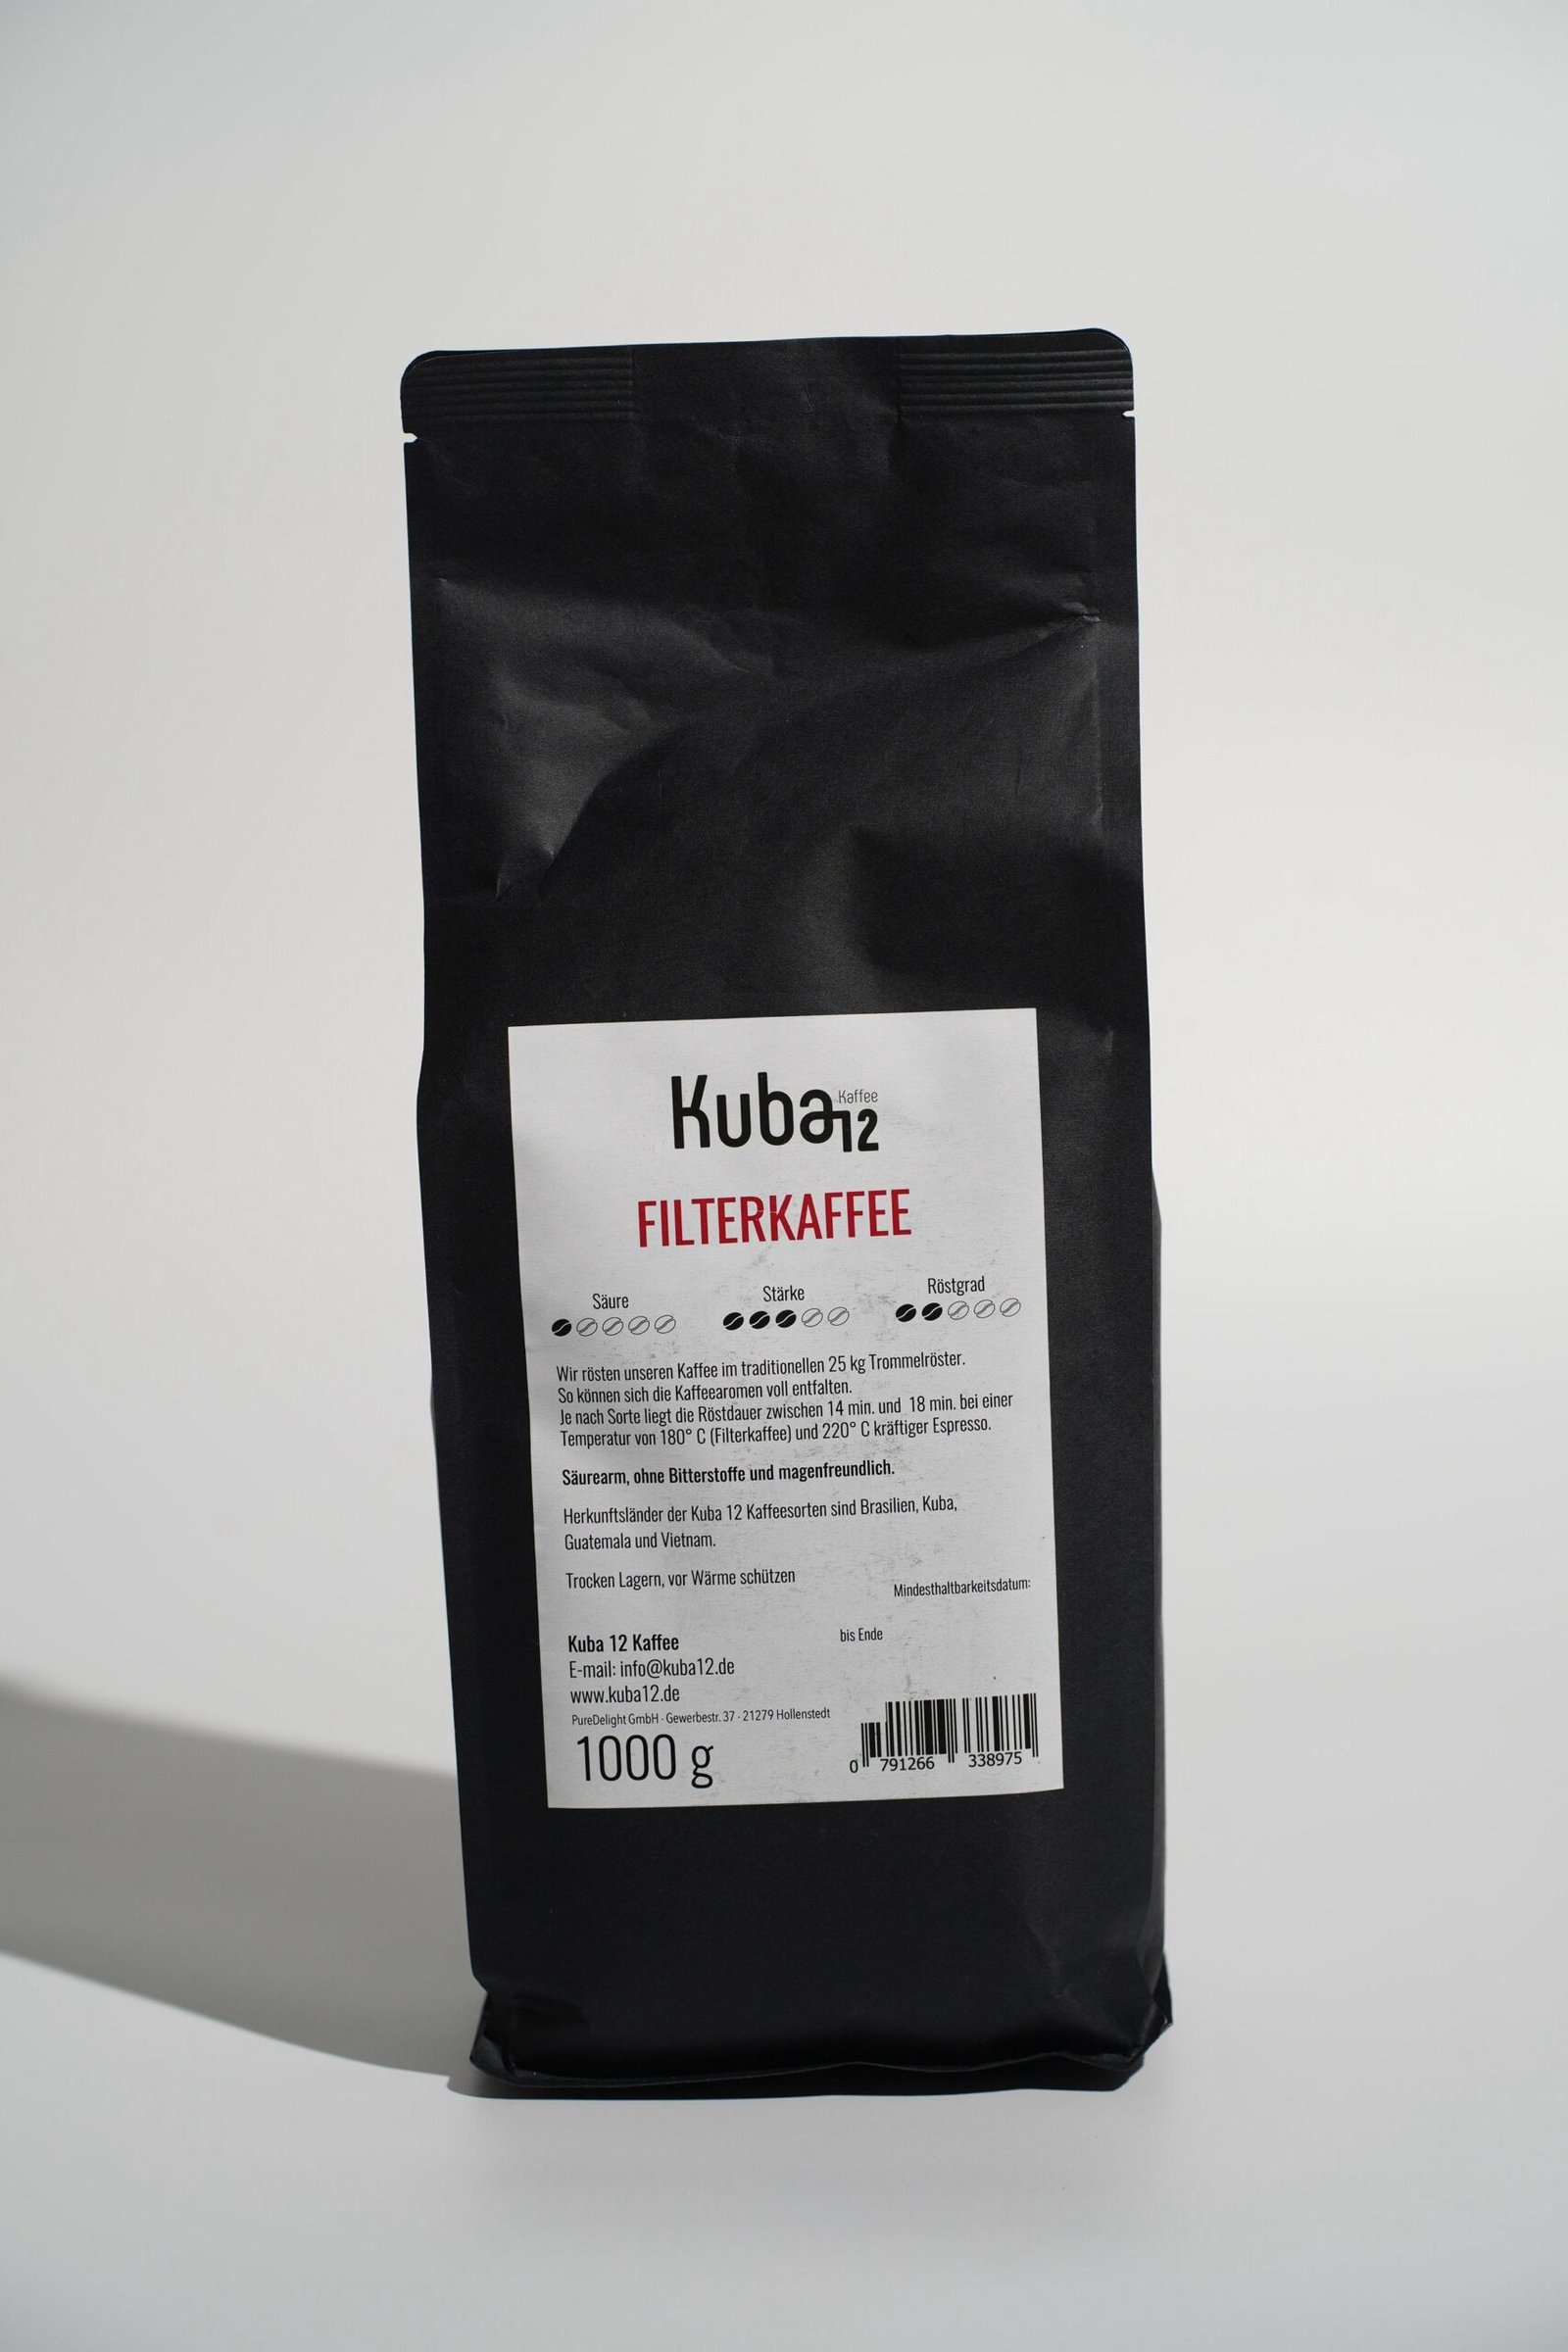 Kuba Kaffee 12
FILTERKAFFEE
Säure Stärke Röstgrad
Wir rösten unseren Kaffee im traditionellen 25 kg Trommelröster.
So können sich die Kaffeearomen voll entfalten.
Je nach Sorte liegt die Röstdauer zwischen 14 min. und 18 min. bei einer
Temperatur von 180° C (Filterkaffee) und 220° C kräftiger Espresso.
Säurearm, ohne Bitterstoffe und magenfreundlich.
Herkunftsländer der Kuba 12 Kaffeesorten sind Brasilien, Kuba,
Guatemala und Vietnam.
Trocken Lagern, vor Wärme schützen
Mindesthaltbarkeitsdatum:
bis Ende
Kuba 12 Kaffee
E-mail: info@kuba12.de
www.kuba12.de
PureDelight GmbH · Gewerbestr. 37 · 21279 Hollenstedt
1000 g
0 791266 338975